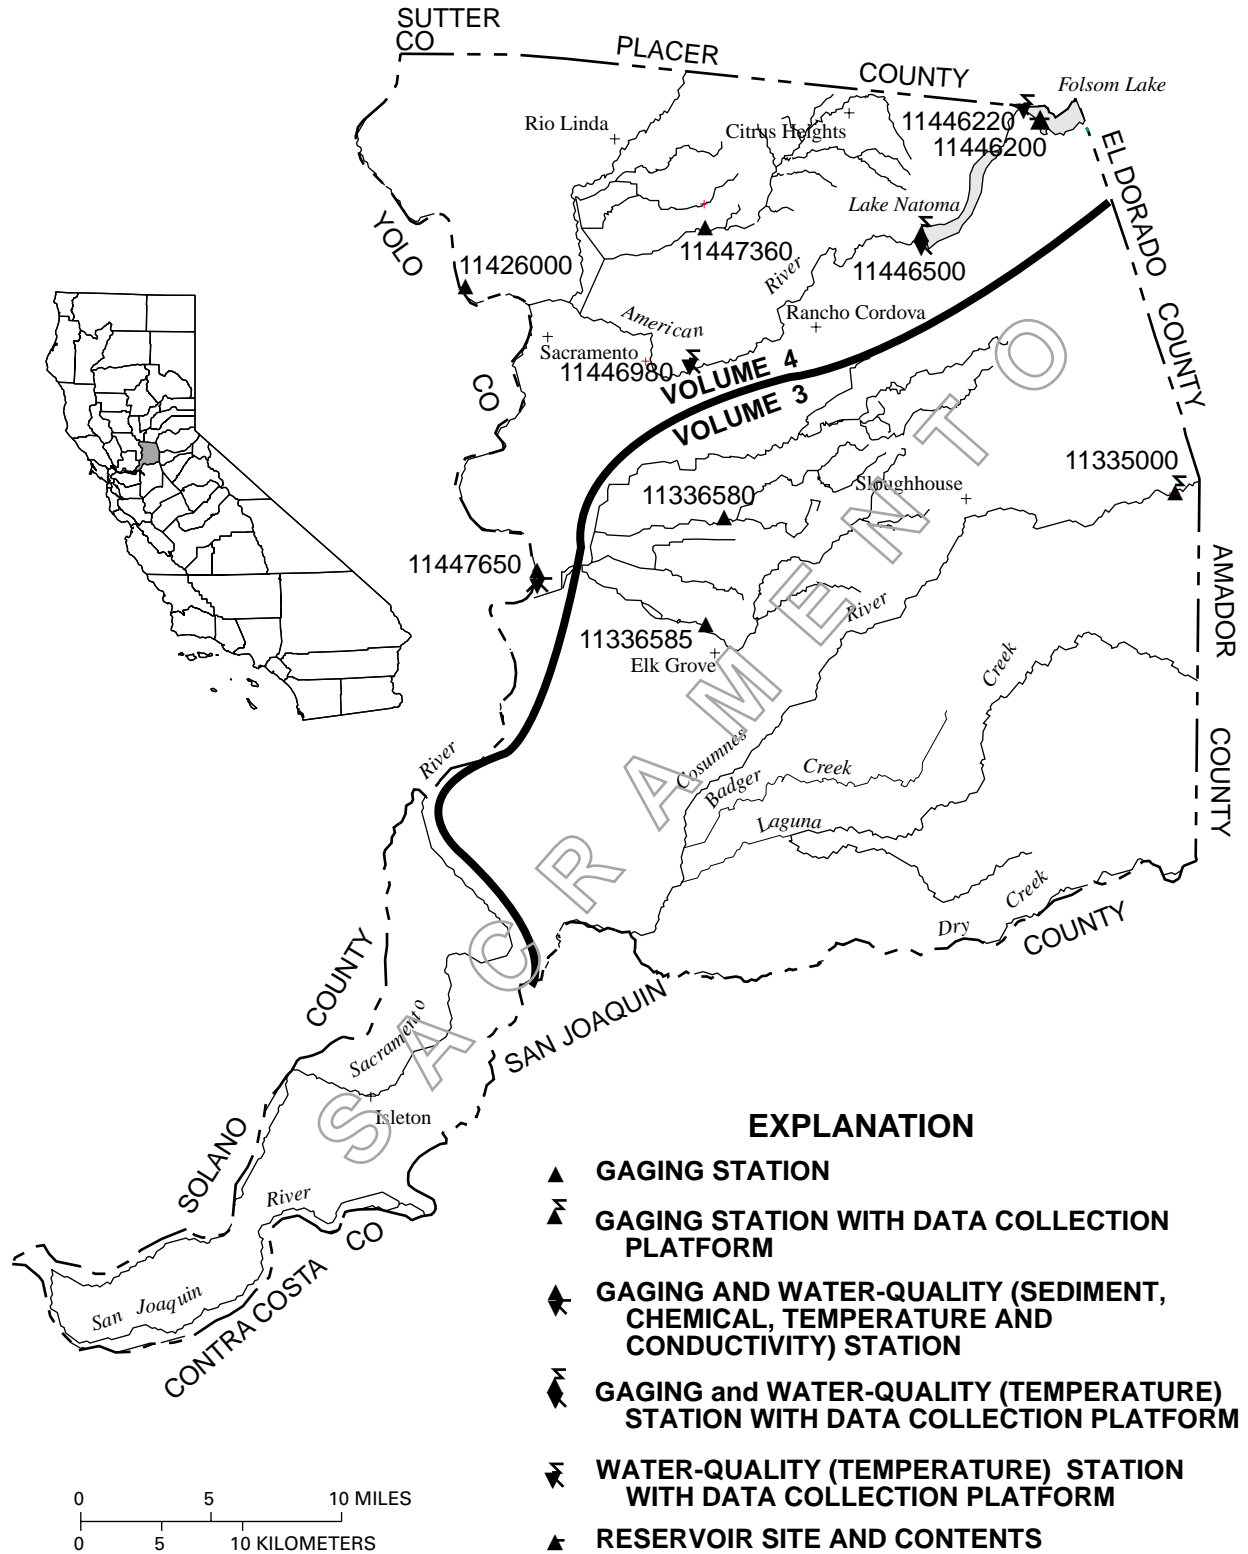 SUTTER
CO
PLACER
COUNTY
Folsom Lake
Rio Linda
Citrus Heights
11446220
11446200
EL DORADO COUNTY
Lake Natoma
YOLO
CO
11426000
11447360
River
11446500
American
Rancho Cordova
Sacramento
11446980
VOLUME 4
VOLUME 3
11335000
Sloughhouse
11336580
11447650
AMADOR
COUNTY
River
11336585
Elk Grove
Creek
River
Cosumnes
Badger
Creek
Laguna
Creek
Dry
COUNTY
SAN JOAQUIN
COUNTY
SOLANO
Sacramento
Isleton
SACRAMENTO
River
San Joaquin
CO
CONTRA COSTA
EXPLANATION
GAGING STATION
GAGING STATION WITH DATA COLLECTION
PLATFORM
GAGING AND WATER-QUALITY (SEDIMENT,
CHEMICAL, TEMPERATURE AND
CONDUCTIVITY) STATION
GAGING and WATER-QUALITY (TEMPERATURE)
STATION WITH DATA COLLECTION PLATFORM
WATER-QUALITY (TEMPERATURE) STATION
WITH DATA COLLECTION PLATFORM
RESERVOIR SITE AND CONTENTS
0 5 10 MILES
0 5 10 KILOMETERS